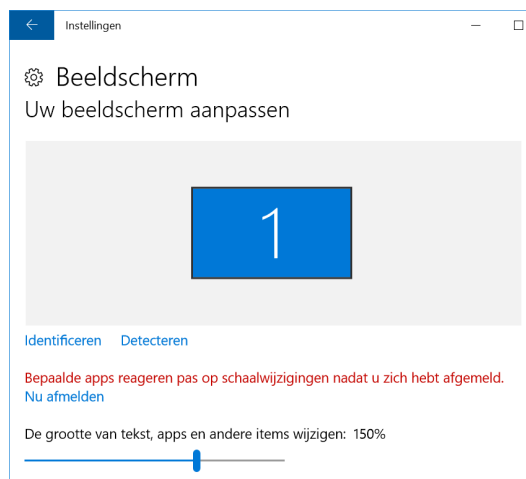 Instellingen
Beeldscherm
Uw beeldscherm aanpassen
1
Identificeren Detecteren
Bepaalde apps reageren pas op schaalwijzigingen nadat u zich hebt afgemeld.
Nu afmelden
De grootte van tekst, apps en andere items wijzigen: 150%